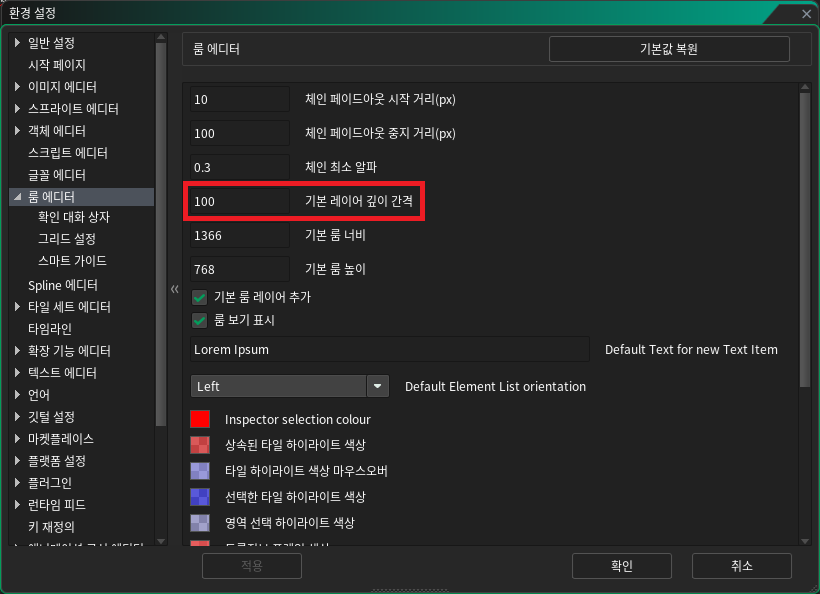 환경 설정
일반 설정
시작 페이지
이미지 에디터
스프라이트 에디터
객체 에디터
스크립트 에디터
글꼴 에디터
룸 에디터
확인 대화 상자
그리드 설정
스마트 가이드
Spline 에디터
타일 세트 에디터
타임라인
확장 기능 에디터
텍스트 에디터
언어
깃털 설정
마켓플레이스
플랫폼 설정
플러그인
런타임 피드
키 재정의
룸 에디터
기본값 복원
10 체인 페이드아웃 시작 거리(px)
100 체인 페이드아웃 중지 거리(px)
0.3 체인 최소 알파
100 기본 레이어 깊이 간격
1366 기본 룸 너비
768 기본 룸 높이
기본 룸 레이어 추가
룸 보기 표시
Lorem Ipsum Default Text for new Text Item
Left Default Element List orientation
Inspector selection colour
상속된 타일 하이라이트 색상
타일 하이라이트 색상 마우스오버
선택한 타일 하이라이트 색상
영역 선택 하이라이트 색상
적용
확인
취소